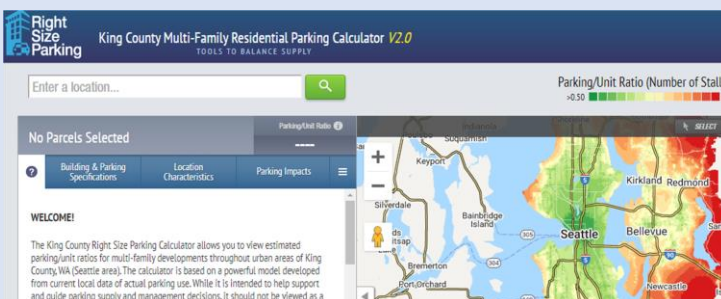 Right
Size
Parking
King County Multi-Family Residential Parking Calculator V2.0
TOOLS TO BALANCE SUPPLY
Enter a location...
Parking/Unit Ratio (Number of Stall
>0.50
No Parcels Selected
Parking/Unit Ratio
----
SELECT
?
Building & Parking
Specifications
Location
Characteristics
Parking Impacts
WELCOME!
The King County Right Size Parking Calculator allows you to view estimated
parking/unit ratios for multi-family developments throughout urban areas of King
County, WA (Seattle area). The calculator is based on a powerful model developed
from current local data of actual parking use. While it is intended to help support
and guide parking supply and management decisions, it should not be viewed as a
+
−
Suquamish
Keyport
Silverdale
Bainbridge
Island
Bremerton
Port Orchard
305
304
5
Seattle
Kirkland
Redmond
Bellevue
Newcastle